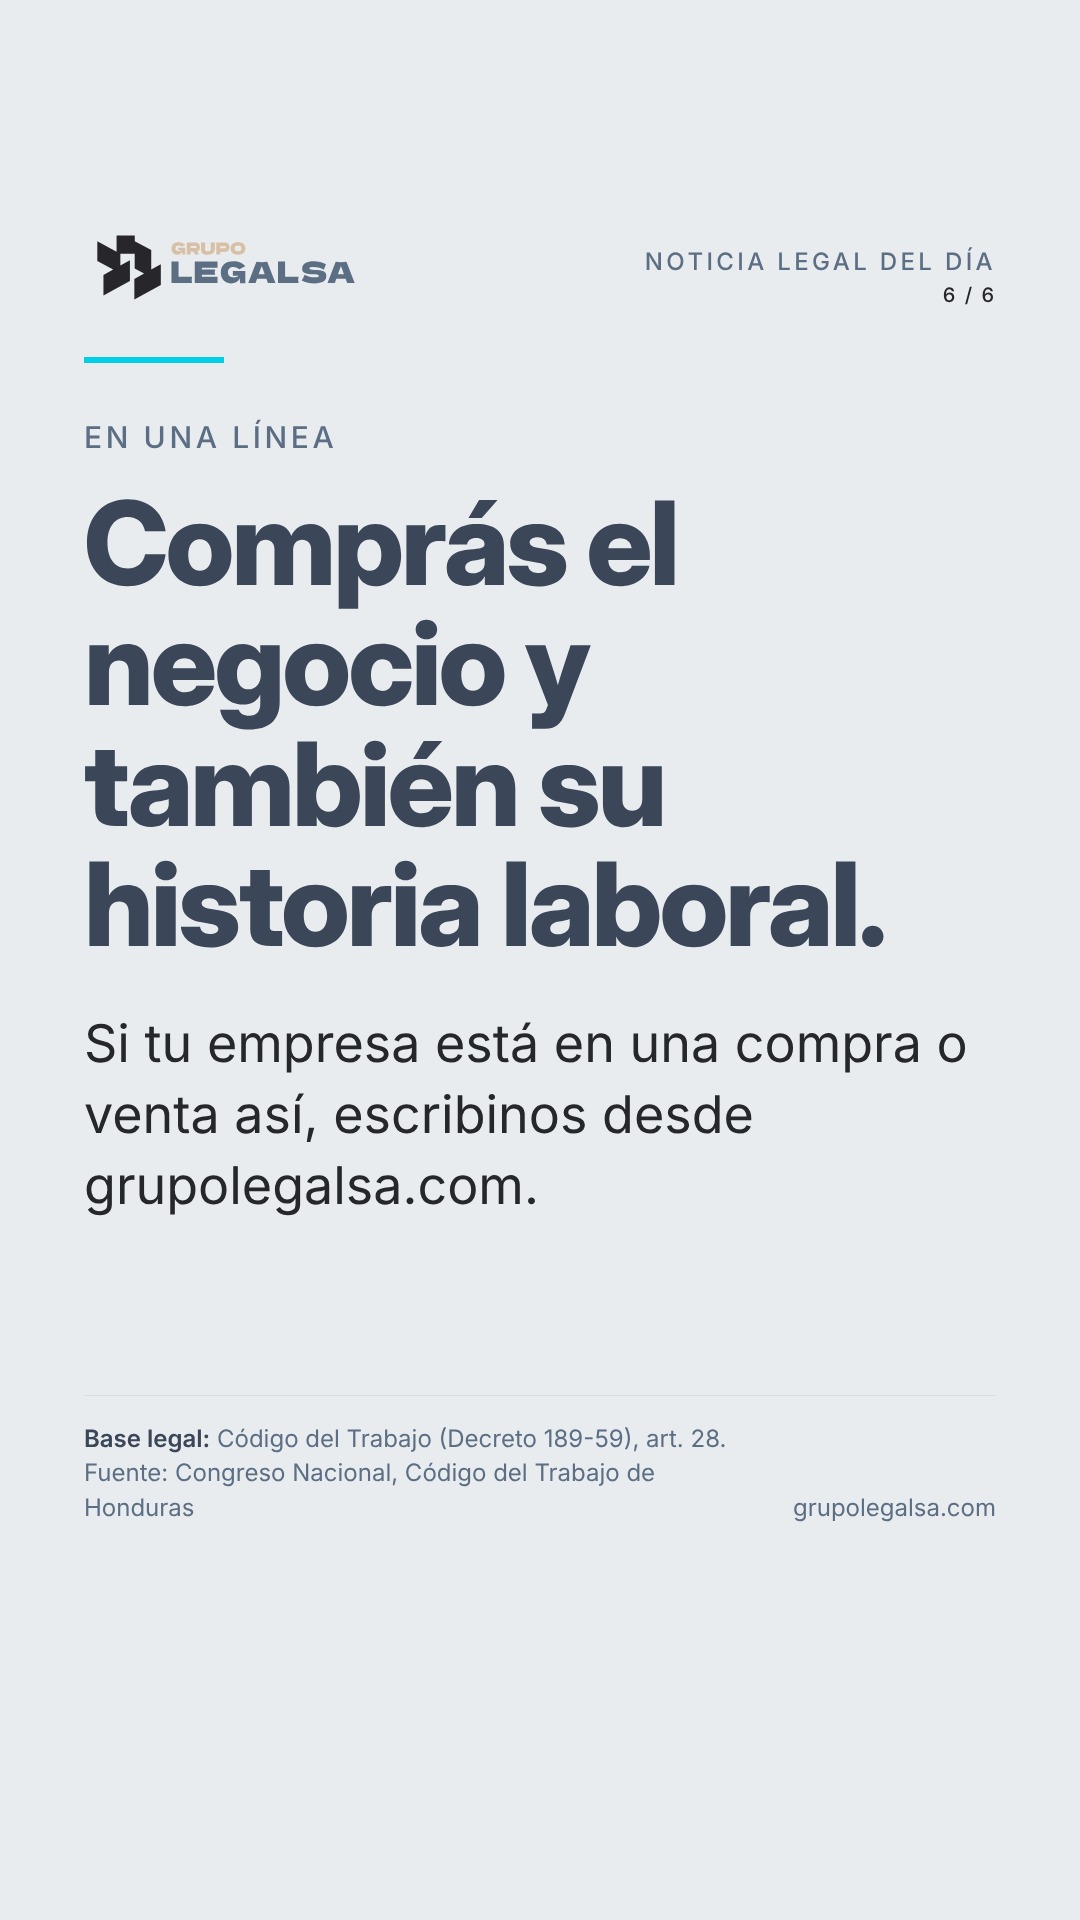 GRUPO
LEGALSA
NOTICIA LEGAL DEL DÍA
6 / 6
EN UNA LÍNEA
Comprás el
negocio y
también su
historia laboral.
Si tu empresa está en una compra o
venta así, escribinos desde
grupolegalsa.com.
Base legal: Código del Trabajo (Decreto 189-59), art. 28.
Fuente: Congreso Nacional, Código del Trabajo de
Honduras
grupolegalsa.com